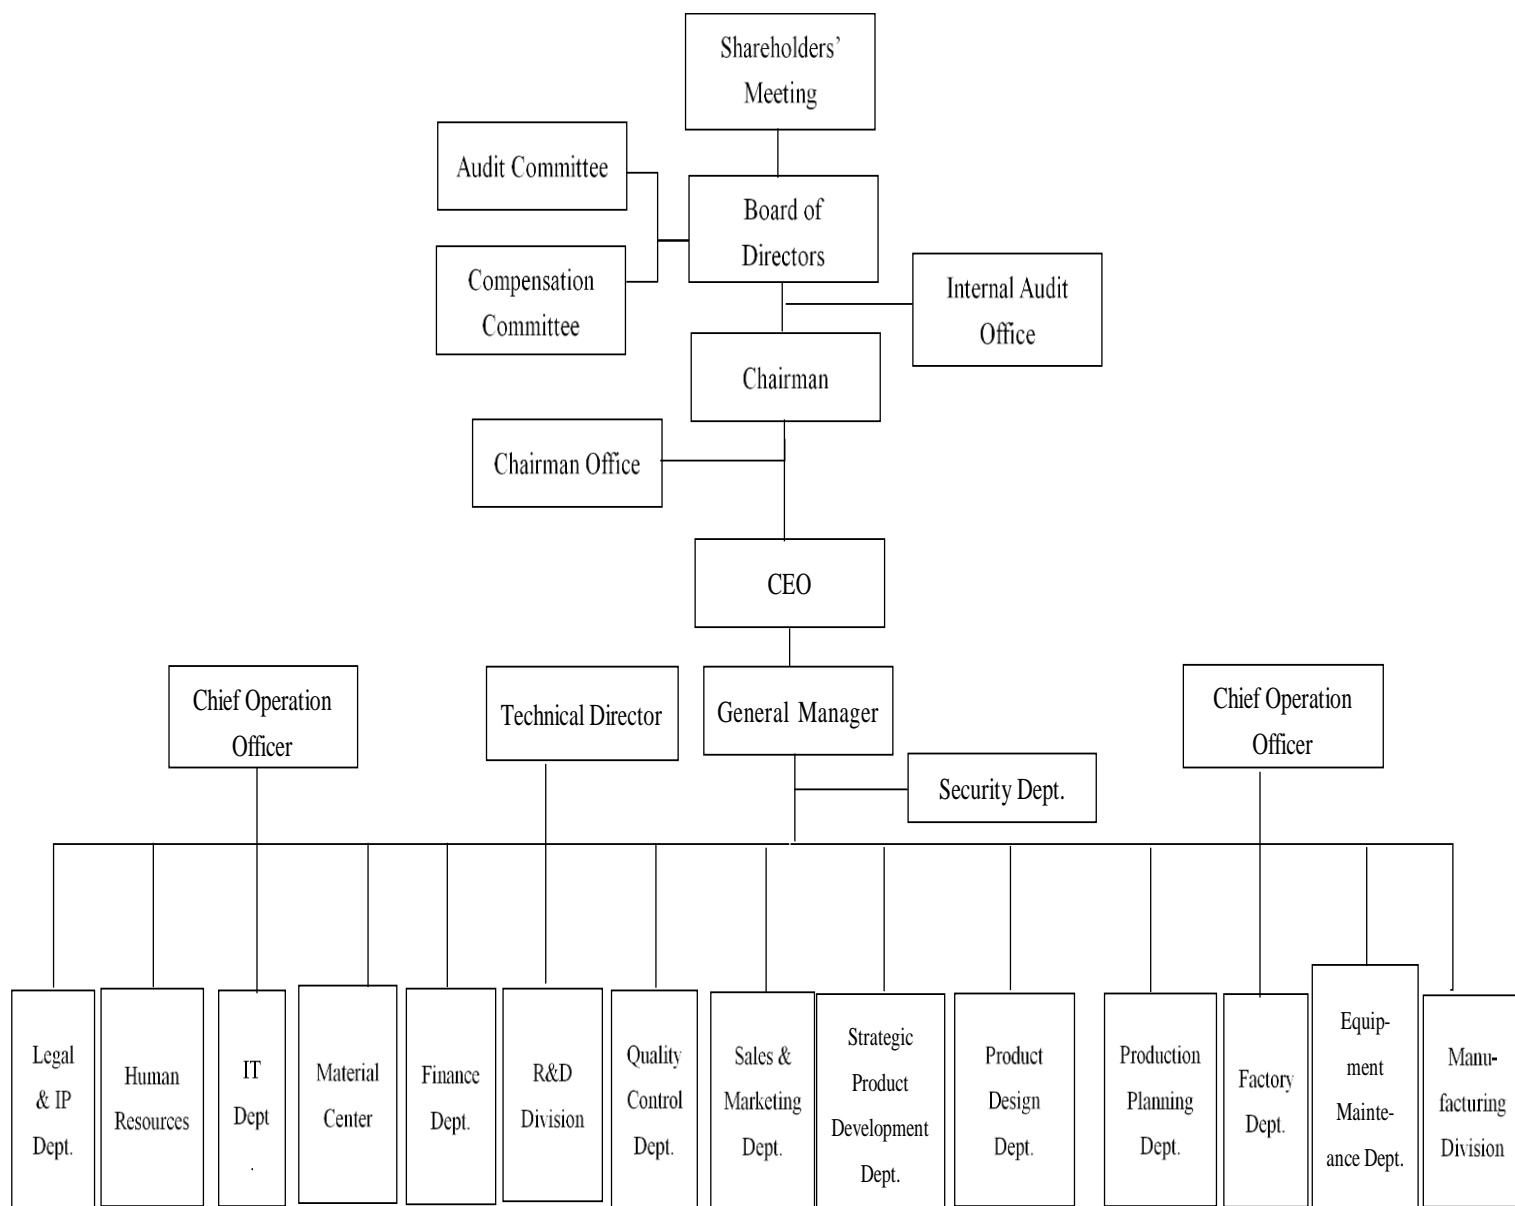 Shareholders’
Meeting
Audit Committee
Board of
Directors
Compensation
Committee
Internal Audit
Office
Chairman
Chairman Office
CEO
Chief Operation
Officer
Technical Director
General Manager
Chief Operation
Officer
Security Dept.
Legal
& IP
Dept.
Human
Resources
IT
Dept
.
Material
Center
Finance
Dept.
R&D
Division
Quality
Control
Dept.
Sales &
Marketing
Dept.
Strategic
Product
Development
Dept.
Product
Design
Dept.
Production
Planning
Dept.
Factory
Dept.
Equip-
ment
Mainte-
ance Dept.
Manu-
facturing
Division